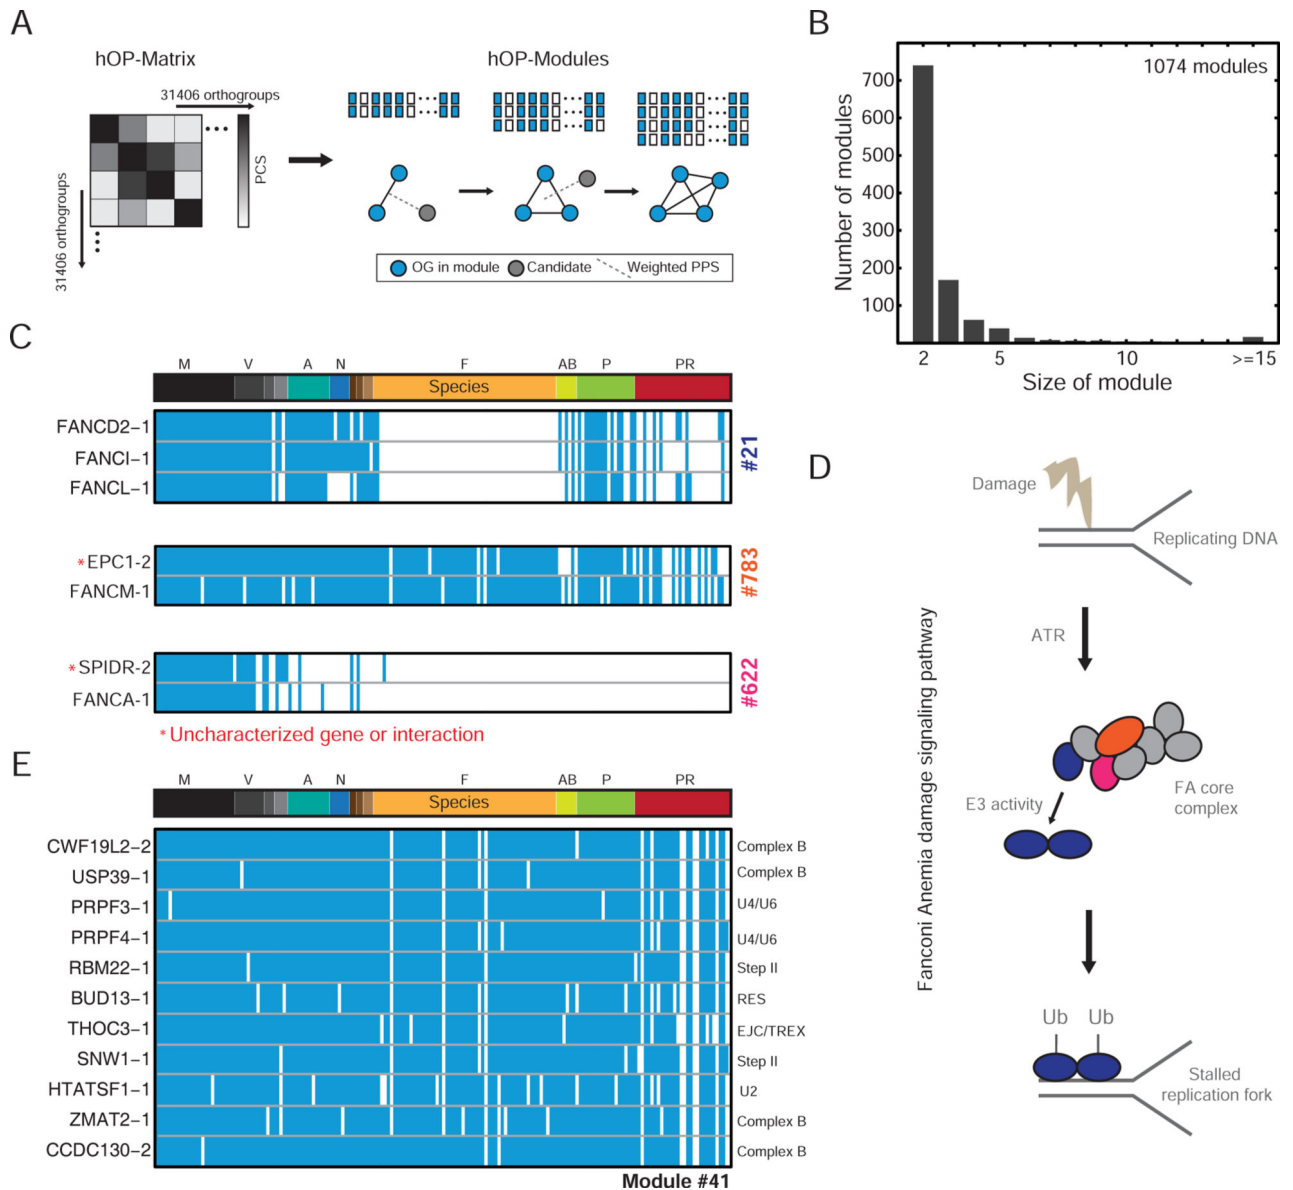 A
hOP-Matrix
31406 orthogroups
31406 orthogroups
PCS
hOP-Modules
OG in module
Candidate
Weighted PPS
B
1074 modules
Number of modules
700
600
500
400
300
200
100
2
5
10
>=15
Size of module
C
M V A N F AB P PR
Species
FANCD2-1
FANCI-1
FANCL-1
#21
*EPC1-2
FANCM-1
#783
*SPIDR-2
FANCA-1
#622
*Uncharacterized gene or interaction
D
Fanconi Anemia damage signaling pathway
Damage
Replicating DNA
ATR
E3 activity
FA core
complex
Ub Ub
Stalled
replication fork
E
M V A N F AB P PR
Species
CWF19L2-2 Complex B
USP39-1 Complex B
PRPF3-1 U4/U6
PRPF4-1 U4/U6
RBM22-1 Step II
BUD13-1 RES
THOC3-1 EJC/TREX
SNW1-1 Step II
HTATSF1-1 U2
ZMAT2-1 Complex B
CCDC130-2 Complex B
Module #41